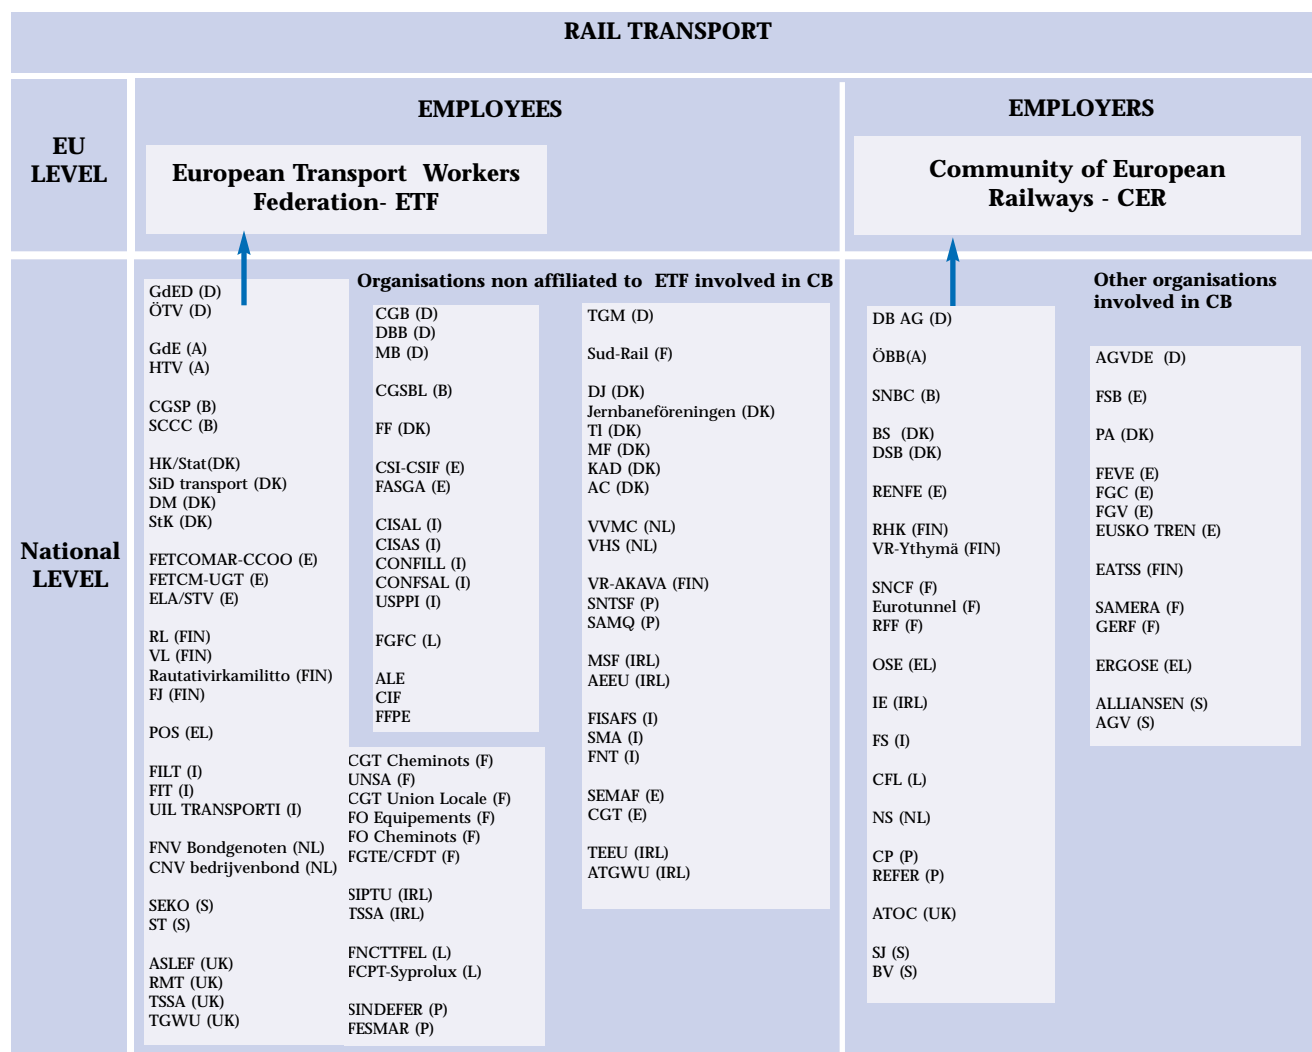 RAIL TRANSPORT
EU
LEVEL
EMPLOYEES
European Transport Workers
Federation- ETF
EMPLOYERS
Community of European
Railways - CER
National
LEVEL
GdED (D)
ÖTV (D)
GdE (A)
HTV (A)
CGSP (B)
SCCC (B)
HK/Stat(DK)
SiD transport (DK)
DM (DK)
StK (DK)
FETCOMAR-CCOO (E)
FETCM-UGT (E)
ELA/STV (E)
RL (FIN)
VL (FIN)
Rautativirkamilitto (FIN)
FJ (FIN)
POS (EL)
FILT (I)
FIT (I)
UIL TRANSPORTI (I)
FNV Bondgenoten (NL)
CNV bedrijvenbond (NL)
SEKO (S)
ST (S)
ASLEF (UK)
RMT (UK)
TSSA (UK)
TGWU (UK)
CGT Cheminots (F)
UNSA (F)
CGT Union Locale (F)
FO Equipements (F)
FO Cheminots (F)
FGTE/CFDT (F)
SIPTU (IRL)
TSSA (IRL)
FNCTTFEL (L)
FCPT-Syprolux (L)
SINDEFER (P)
FESMAR (P)
Organisations non affiliated to ETF involved in CB
CGB (D)
DBB (D)
MB (D)
CGSBL (B)
FF (DK)
CSI-CSIF (E)
FASGA (E)
CISAL (I)
CISAS (I)
CONFILL (I)
CONFSAL (I)
USPPI (I)
FGFC (L)
ALE
CIF
FFPE
TGM (D)
Sud-Rail (F)
DJ (DK)
Jernbaneföreningen (DK)
Tl (DK)
MF (DK)
KAD (DK)
AC (DK)
VVMC (NL)
VHS (NL)
VR-AKAVA (FIN)
SNTSF (P)
SAMQ (P)
MSF (IRL)
AEEU (IRL)
FISAFS (I)
SMA (I)
FNT (I)
SEMAF (E)
CGT (E)
TEEU (IRL)
ATGWU (IRL)
DB AG (D)
ÖBB(A)
SNBC (B)
BS (DK)
DSB (DK)
RENFE (E)
RHK (FIN)
VR-Ythymä (FIN)
SNCF (F)
Eurotunnel (F)
RFF (F)
OSE (EL)
IE (IRL)
FS (I)
CFL (L)
NS (NL)
CP (P)
REFER (P)
ATOC (UK)
SJ (S)
BV (S)
Other organisations
involved in CB
AGVDE (D)
FSB (E)
PA (DK)
FEVE (E)
FGC (E)
FGV (E)
EUSKO TREN (E)
EATSS (FIN)
SAMERA (F)
GERF (F)
ERGOSE (EL)
ALLIANSEN (S)
AGV (S)